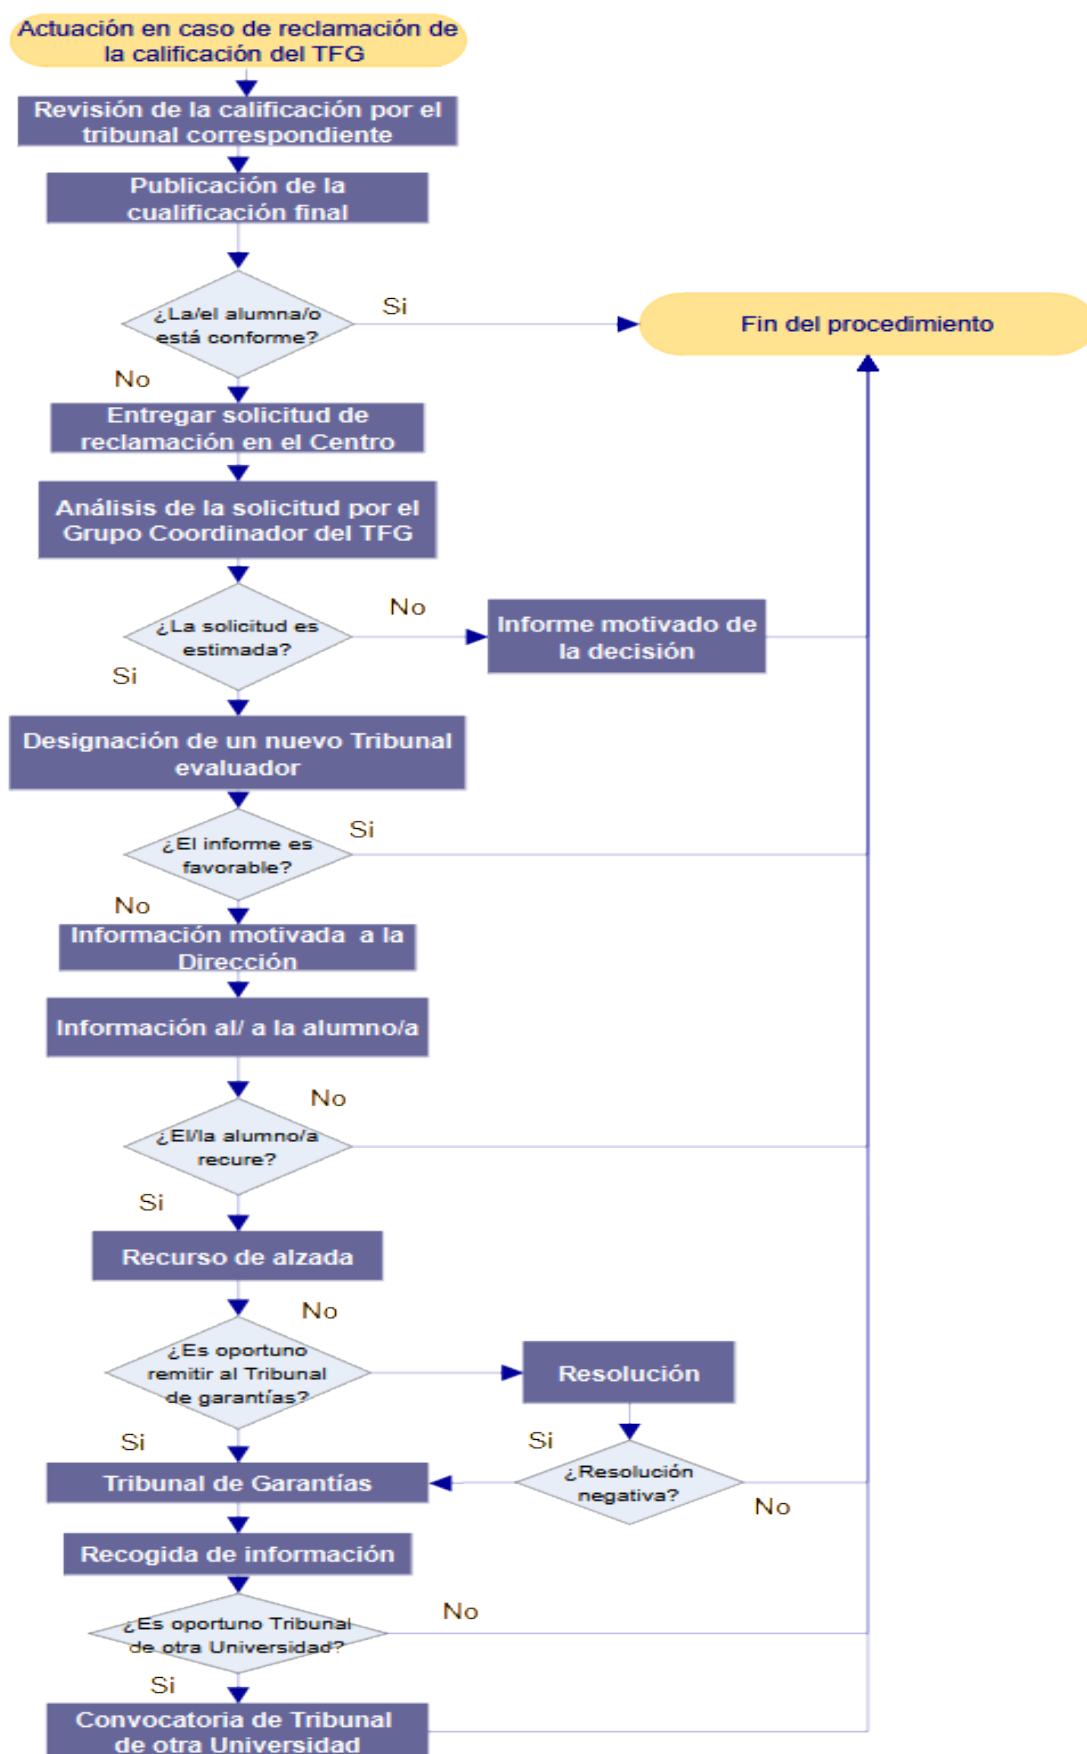 Actuación en caso de reclamación de
la calificación del TFG
Revisión de la calificación por el
tribunal correspondiente
Publicación de la
cualificación final
¿La/el alumna/o
está conforme?
Si
Fin del procedimiento
No
Entregar solicitud de
reclamación en el Centro
Análisis de la solicitud por el
Grupo Coordinador del TFG
¿La solicitud es
estimada?
No
Informe motivado de
la decisión
Si
Designación de un nuevo Tribunal
evaluador
¿El informe es
favorable?
Si
No
Información motivada a la
Dirección
Información al/ a la alumno/a
¿El/la alumno/a
recure?
No
Si
Recurso de alzada
¿Es oportuno
remitir al Tribunal
de garantías?
No
Resolución
Si
Si
¿Resolución
negativa?
No
Tribunal de Garantías
Recogida de información
¿Es oportuno Tribunal
de otra Universidad?
No
Si
Convocatoria de Tribunal
de otra Universidad